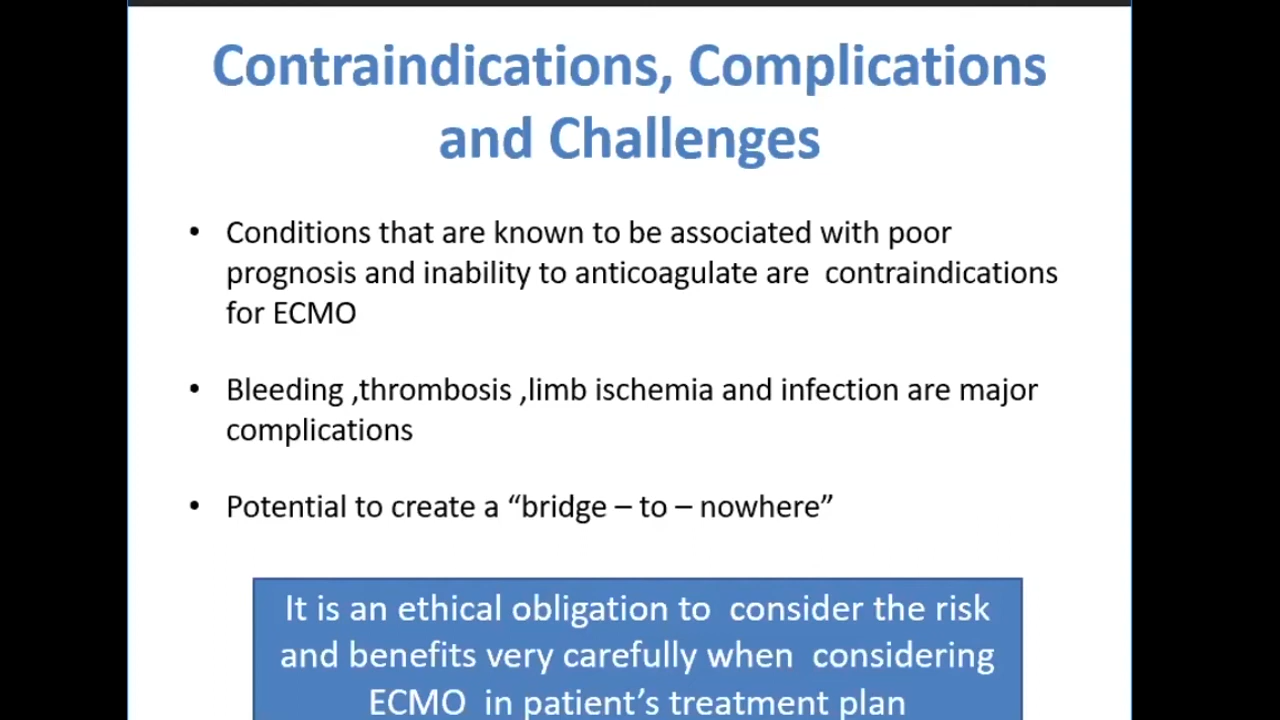 Contraindications, Complications
and Challenges
• Conditions that are known to be associated with poor
prognosis and inability to anticoagulate are  contraindications
for ECMO
• Bleeding ,thrombosis ,limb ischemia and infection are major
complications
• Potential to create a “bridge – to – nowhere”
It is an ethical obligation to  consider the risk
and benefits very carefully when  considering
ECMO  in patient’s treatment plan